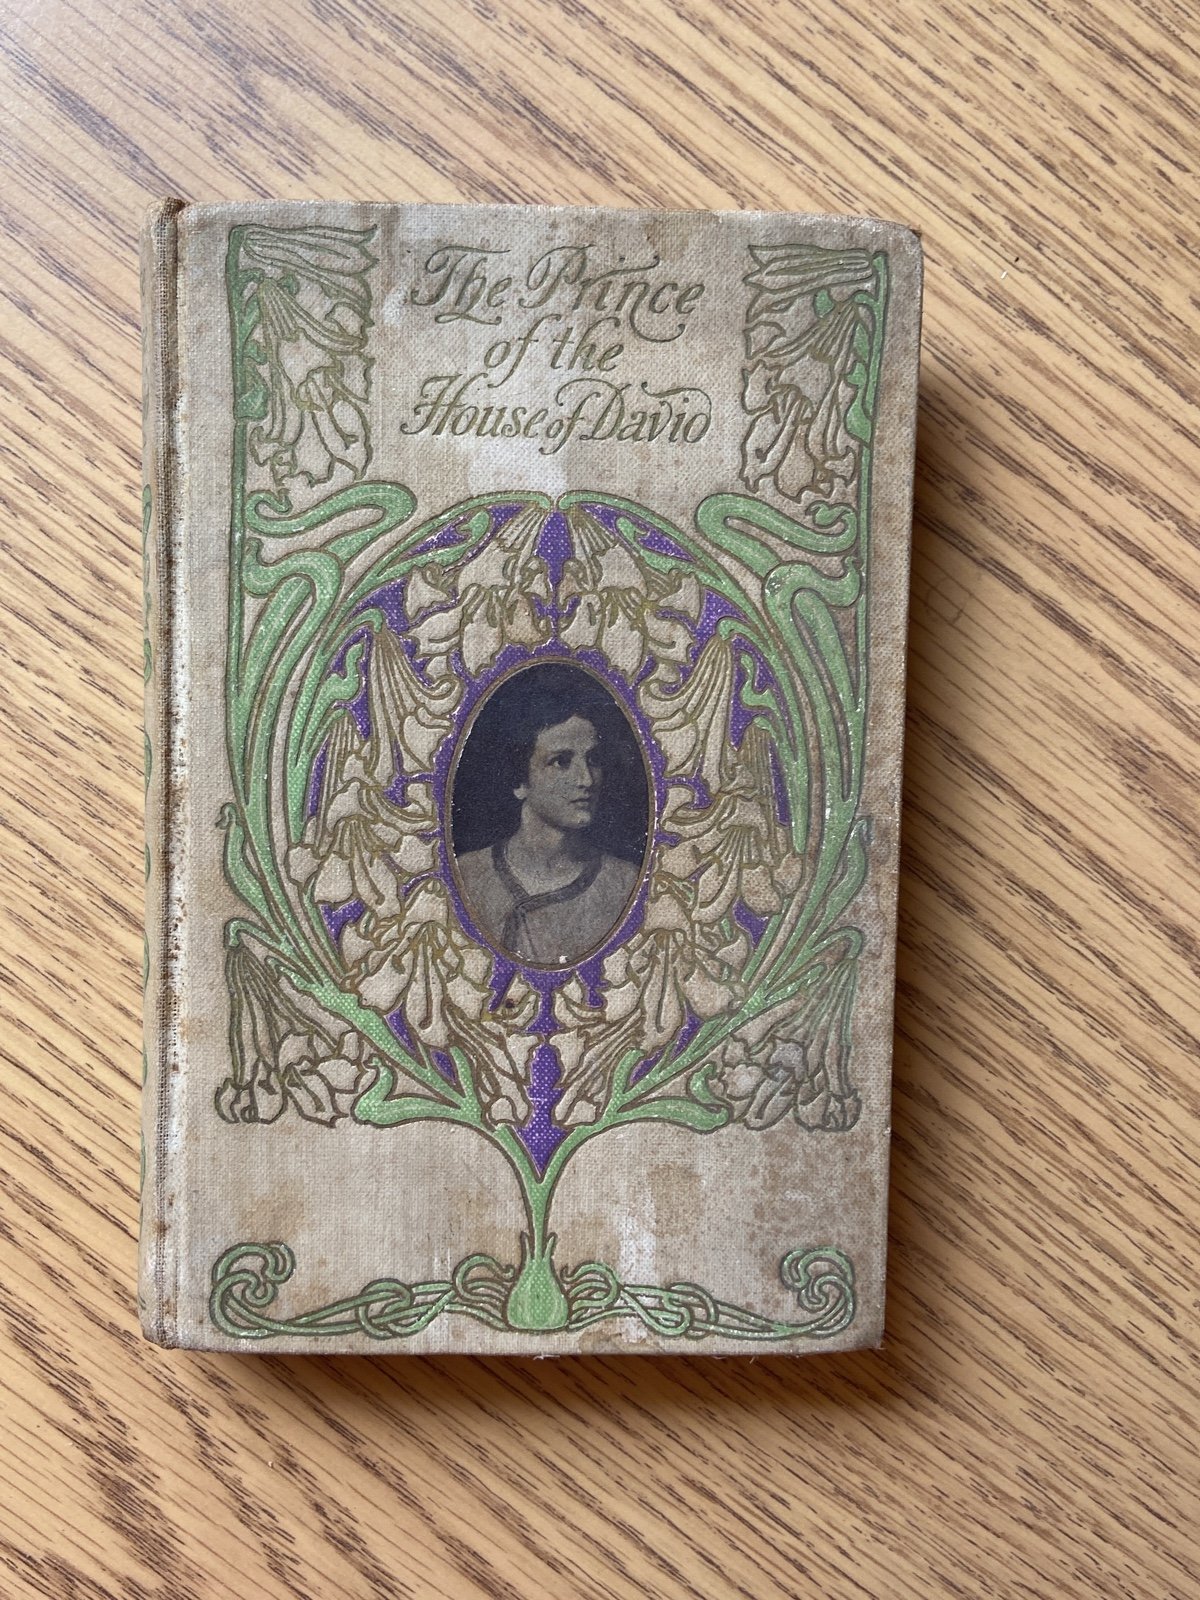 The Prince
of the
House of David